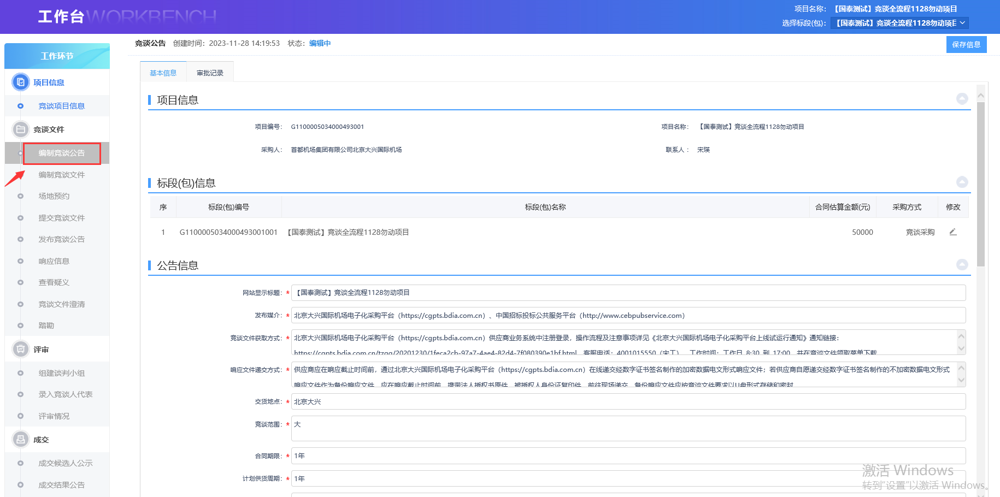 工作台WORKBENCH
项目名称： 【国泰测试】竞谈全流程1128勿动项目
选择标段(包)： 【国泰测试】竞谈全流程1128勿动项目
竞谈公告 创建时间：2023-11-28 14:19:53 状态：编辑中
保存信息
工作环节
项目信息
竞谈项目信息
竞谈文件
编制竞谈公告
编制竞谈文件
场地预约
提交竞谈文件
发布竞谈公告
响应信息
查看疑义
竞谈文件澄清
踏勘
评审
组建谈判小组
录入竞谈人代表
评审情况
成交
成交候选人公示
成交结果公告
基本信息 审批记录
项目信息
项目编号： G1100005034000493001 项目名称： 【国泰测试】竞谈全流程1128勿动项目
采购人： 首都机场集团有限公司北京大兴国际机场 联系人 ： 宋瑛
标段(包)信息
序 标段(包)编号 标段(包)名称 合同估算金额(元) 采购方式 修改
1 G1100005034000493001001 【国泰测试】竞谈全流程1128勿动项目 50000 竞谈采购
公告信息
网站显示标题： * 【国泰测试】竞谈全流程1128勿动项目
发布媒介： * 北京大兴国际机场电子化采购平台（https://cgpts.bdia.com.cn）、中国招标投标公共服务平台（http://www.cebpubservice.com）
竞谈文件获取方式： * 北京大兴国际机场电子化采购平台（https://cgpts.bdia.com.cn）供应商业务系统中注册登录，操作流程及注意事项详见《北京大兴国际机场电子化采购平台上线试运行通知》通知链接：
https://cgpts.bdia.com.cn/tzgg/20201230/1feca2cb-97a7-4ae4-82d4-7f080390e1bf.html，客服电话：4001015550（宋工），工作时间：工作日 8:30 到 17:00，并在竞谈文件领取菜单下载
响应文件递交方式： * 供应商应在响应截止时间前，通过北京大兴国际机场电子化采购平台（https://cgpts.bdia.com.cn）在线递交经数字证书签名制作的加密数据电文形式响应文件；若供应商自愿递交经数字证书签名制作的不加密数据电文形式
响应文件作为备份响应文件，应在响应截止时间前，携带法人授权书原件、被授权人身份证复印件，前往现场递交，备份响应文件应按竞谈文件要求以U盘形式存储和密封
交货地点： * 北京大兴
竞谈范围： * 大
合同期限： * 1年
计划供货周期： * 1年
激活 Windows
转到“设置”以激活 Windows。